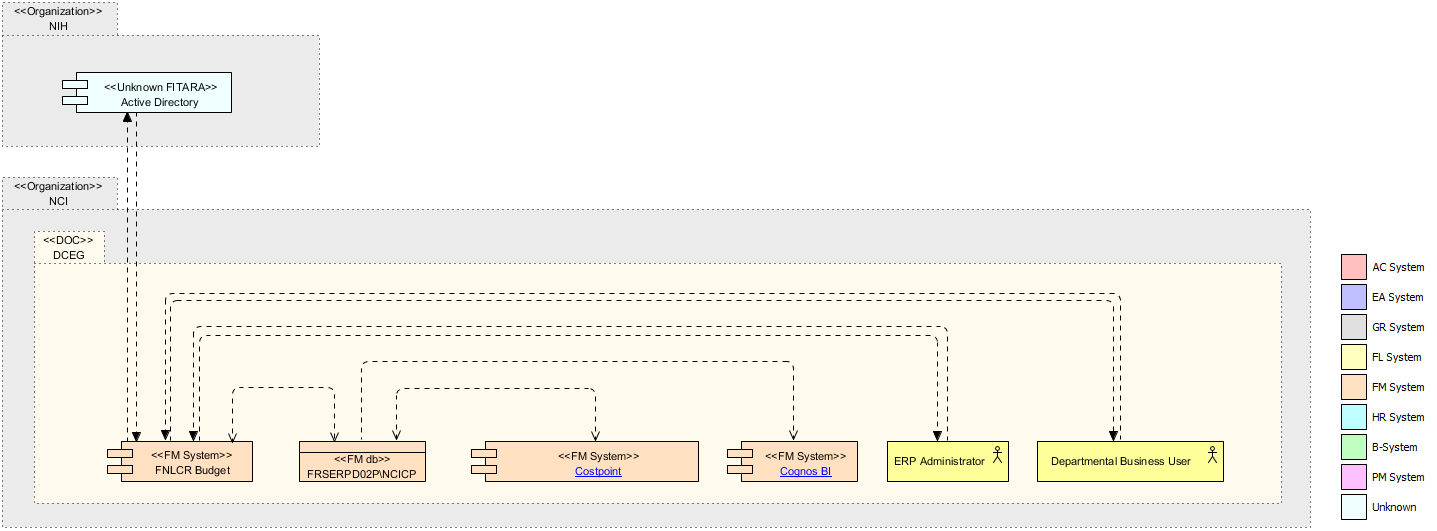 <<Organization>>
NIH
<<Unknown FITARA>>
Active Directory
<<Organization>>
NCI
<<DOC>>
DCEG
<<FM System>>
FNLCR Budget
<<FM db>>
FRSERPD02P\NCICP
<<FM System>>
Costpoint
<<FM System>>
Cognos BI
ERP Administrator
Departmental Business User
AC System
EA System
GR System
FL System
FM System
HR System
B-System
PM System
Unknown